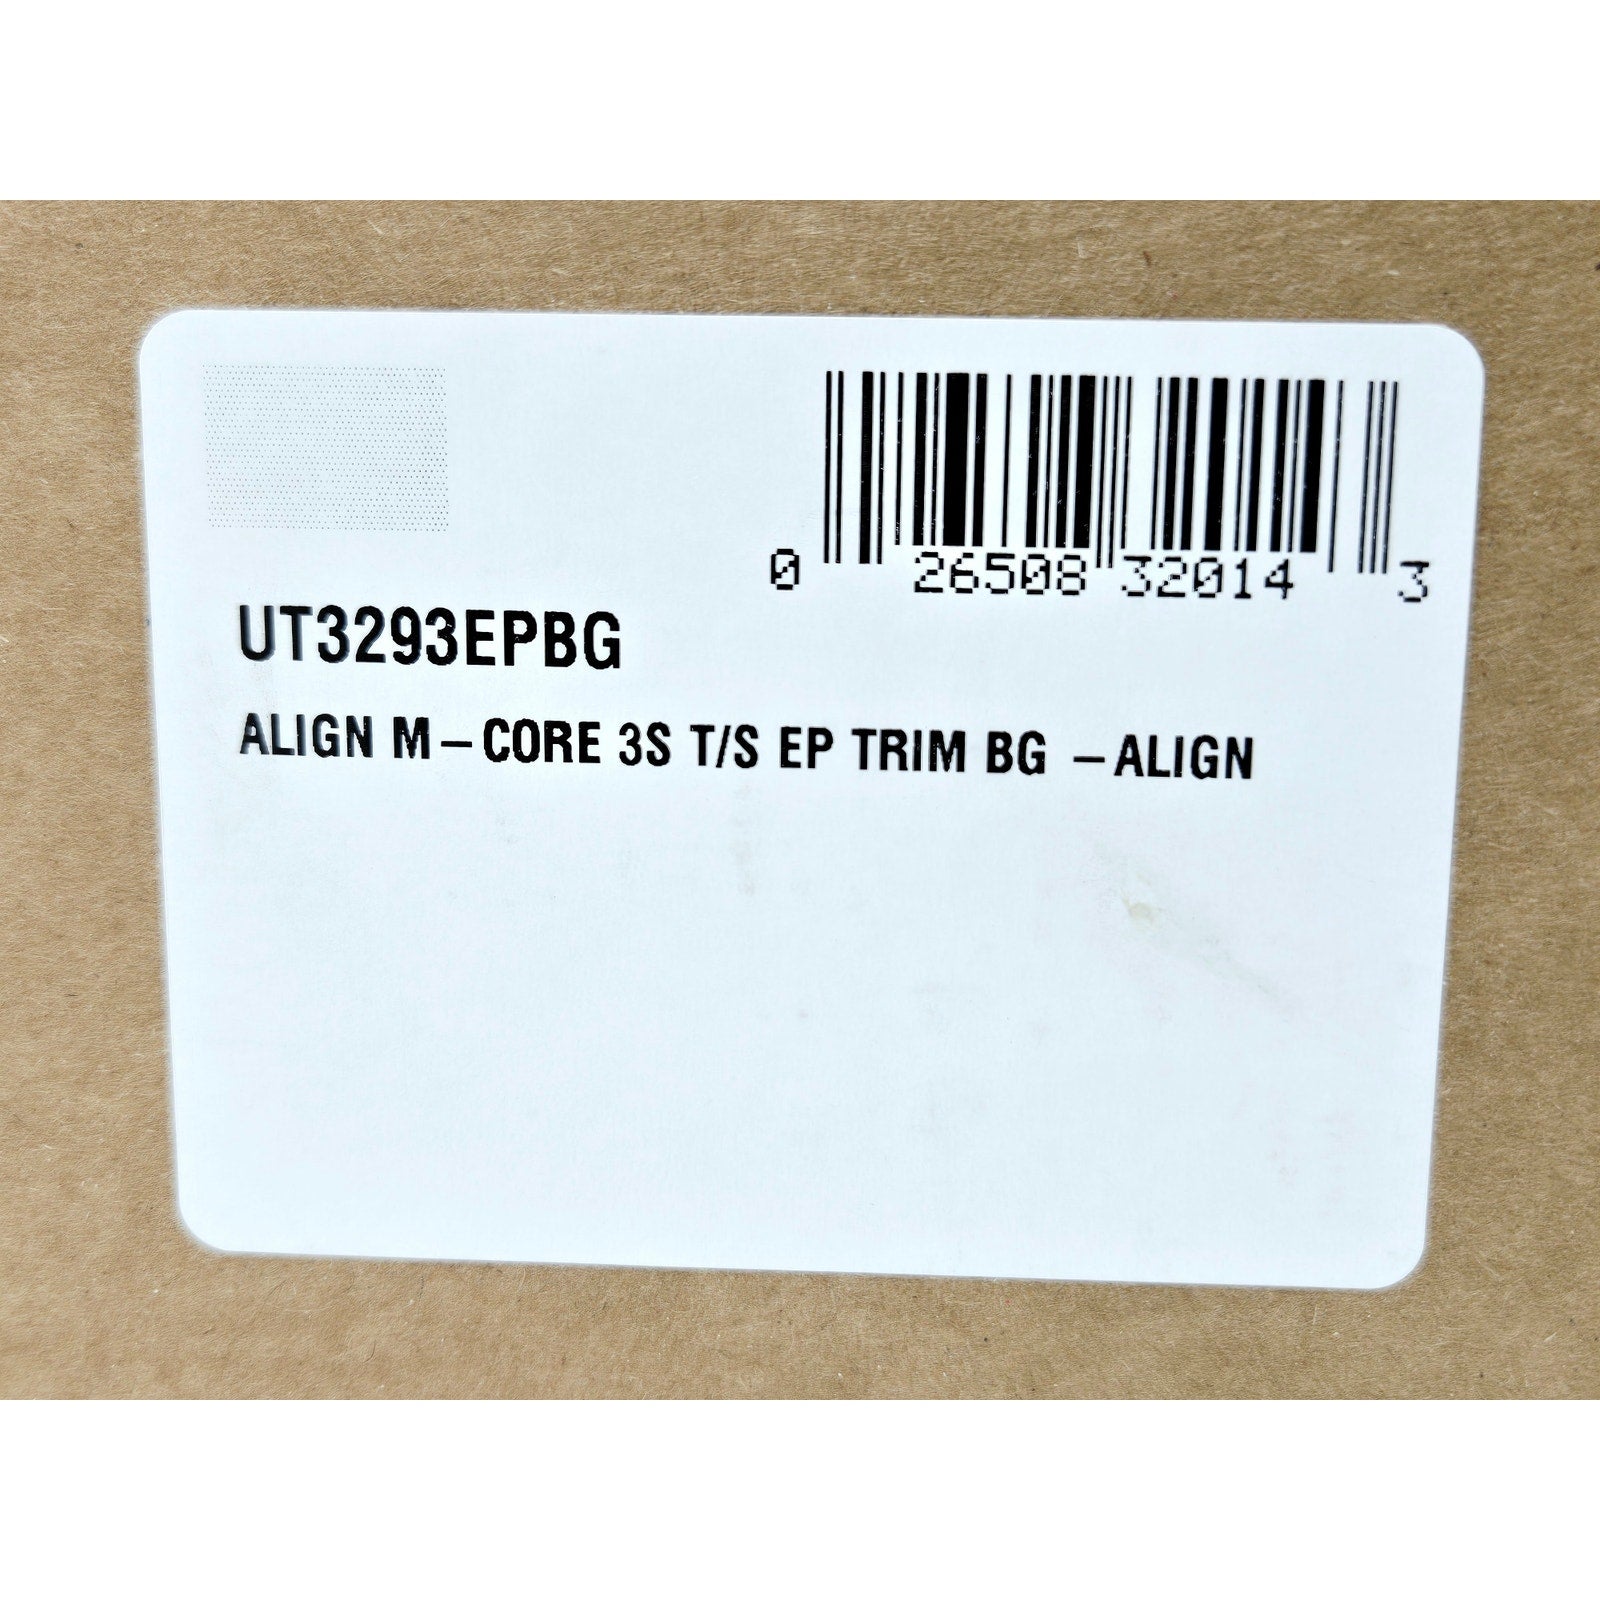 0 26508 32014 3
UT3293EPBG
ALIGN M-CORE 3S T/S EP TRIM BG -ALIGN